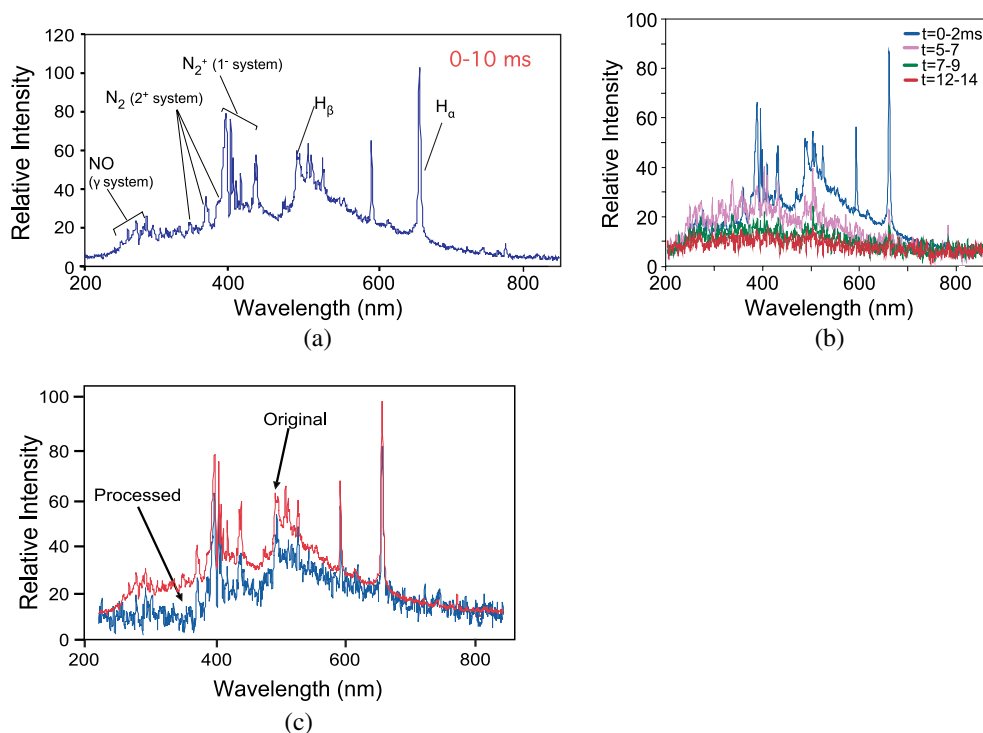 120
100
80
60
40
20
0
Relative Intensity
0-10 ms
N2+ (1- system)
N2 (2+ system)
NO
(γ system)
Hβ
Hα
200
400
600
800
Wavelength (nm)
(a)
100
80
60
40
20
0
Relative Intensity
t=0-2ms
t=5-7
t=7-9
t=12-14
200
400
600
800
Wavelength (nm)
(b)
100
80
60
40
20
0
Relative Intensity
Original
Processed
200
400
600
800
Wavelength (nm)
(c)